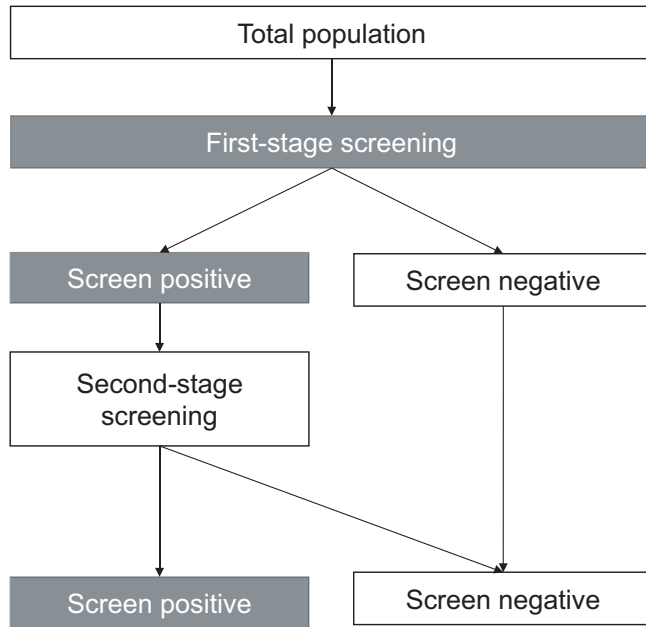 Total population
First-stage screening
Screen positive
Screen negative
Second-stage
screening
Screen positive
Screen negative